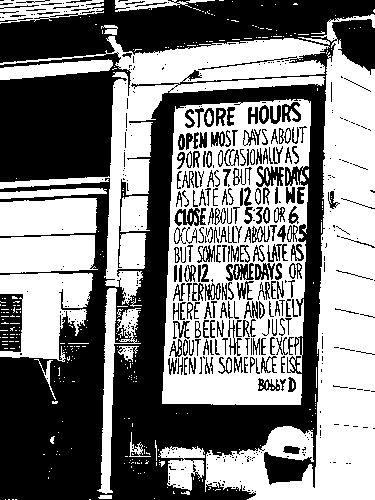 STORE HOURS
OPEN MOST DAYS ABOUT
9 OR 10. OCCASIONALLY AS
EARLY AS 7 BUT SOMEDAYS
AS LATE AS 12 OR 1. WE
CLOSE ABOUT 5:30 OR 6.
OCCASIONALLY ABOUT 4 OR 5
BUT SOMETIMES AS LATE AS
11 OR 12. SOMEDAYS OR
AFTERNOONS WE AREN'T
HERE AT ALL AND LATELY
I'VE BEEN HERE JUST
ABOUT ALL THE TIME EXCEPT
WHEN I'M SOMEPLACE ELSE
BOBBY D